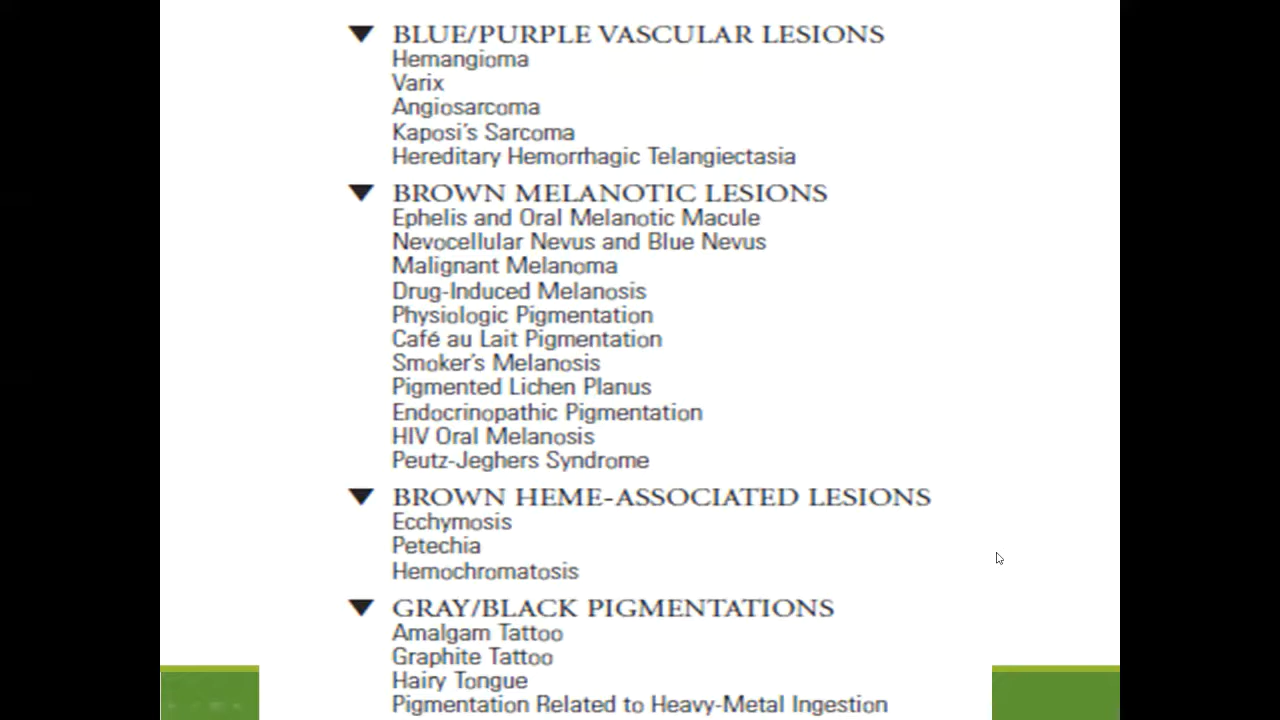 ▼ BLUE/PURPLE VASCULAR LESIONS
Hemangioma
Varix
Angiosarcoma
Kaposi's Sarcoma
Hereditary Hemorrhagic Telangiectasia
▼ BROWN MELANOTIC LESIONS
Ephelis and Oral Melanotic Macule
Nevocellular Nevus and Blue Nevus
Malignant Melanoma
Drug-Induced Melanosis
Physiologic Pigmentation
Café au Lait Pigmentation
Smoker's Melanosis
Pigmented Lichen Planus
Endocrinopathic Pigmentation
HIV Oral Melanosis
Peutz-Jeghers Syndrome
▼ BROWN HEME-ASSOCIATED LESIONS
Ecchymosis
Petechia
Hemochromatosis
▼ GRAY/BLACK PIGMENTATIONS
Amalgam Tattoo
Graphite Tattoo
Hairy Tongue
Pigmentation Related to Heavy-Metal Ingestion